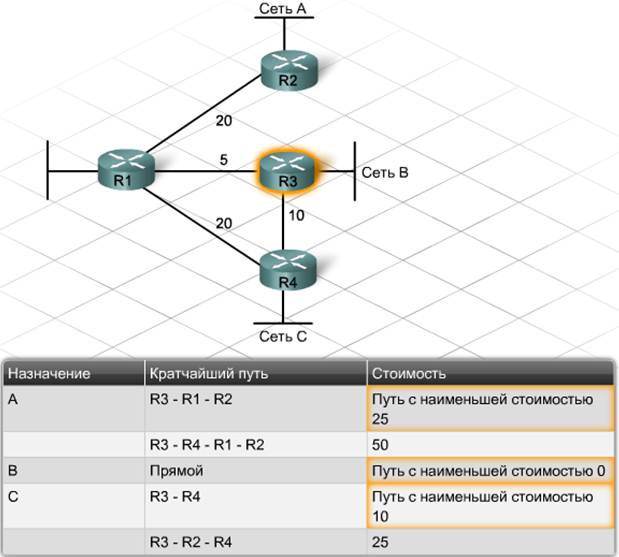 Сеть A
R2
20
5
R1
R3
Сеть B
20
10
R4
Сеть C
Назначение
Кратчайший путь
Стоимость
A
R3 - R1 - R2
Путь с наименьшей стоимостью
25
R3 - R4 - R1 - R2
50
B
Прямой
Путь с наименьшей стоимостью 0
C
R3 - R4
Путь с наименьшей стоимостью
10
R3 - R2 - R4
25